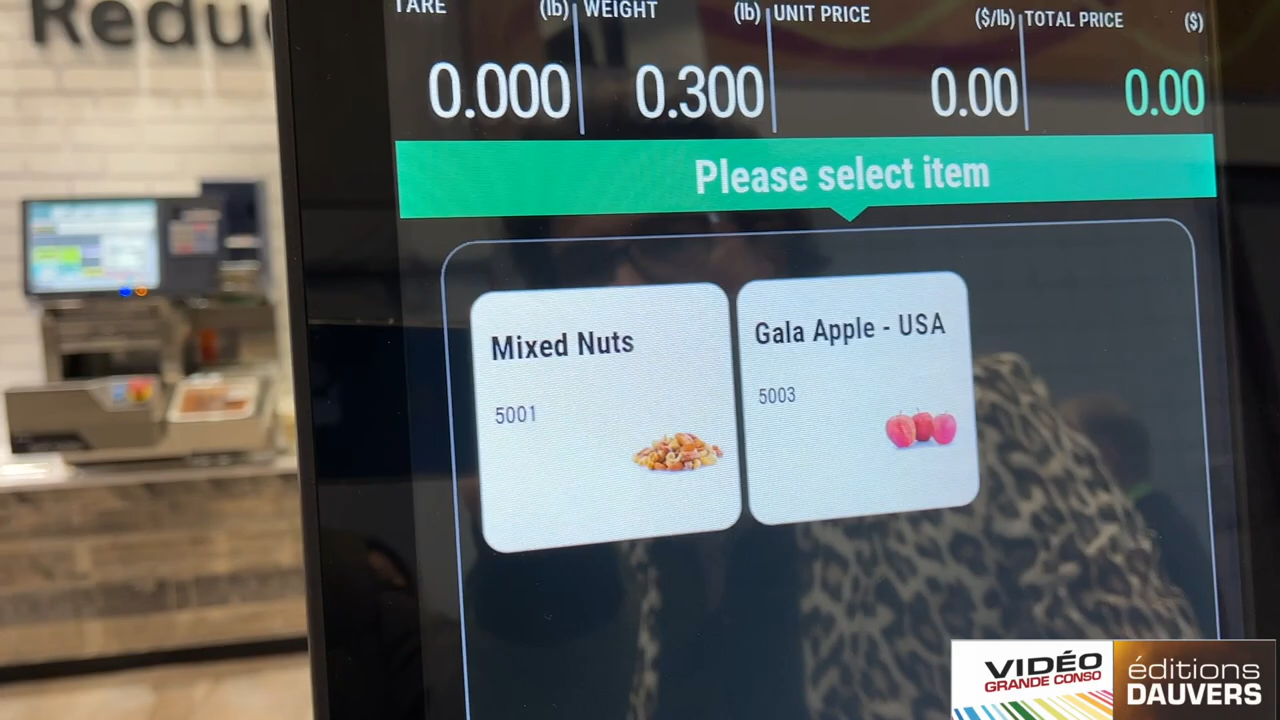 Reduc
TARE (lb) WEIGHT (lb) UNIT PRICE ($/lb) TOTAL PRICE ($)
0.000 0.300 0.00 0.00
Please select item
Mixed Nuts
5001
Gala Apple - USA
5003
VIDÉO
GRANDE CONSO
éditions
DAUVERS